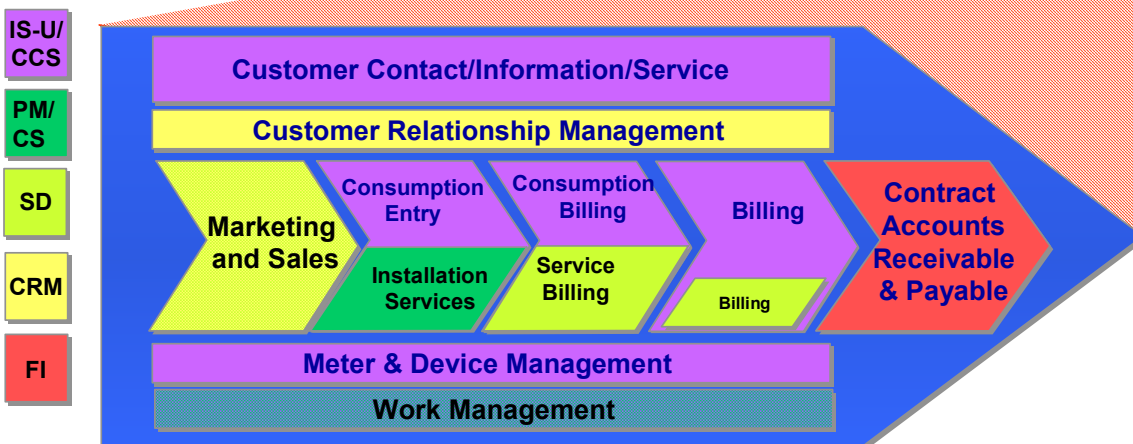 IS-U/
CCS
PM/
CS
SD
CRM
FI
Customer Contact/Information/Service
Customer Relationship Management
Marketing
and Sales
Consumption
Entry
Installation
Services
Consumption
Billing
Service
Billing
Billing
Billing
Contract
Accounts
Receivable
& Payable
Meter & Device Management
Work Management